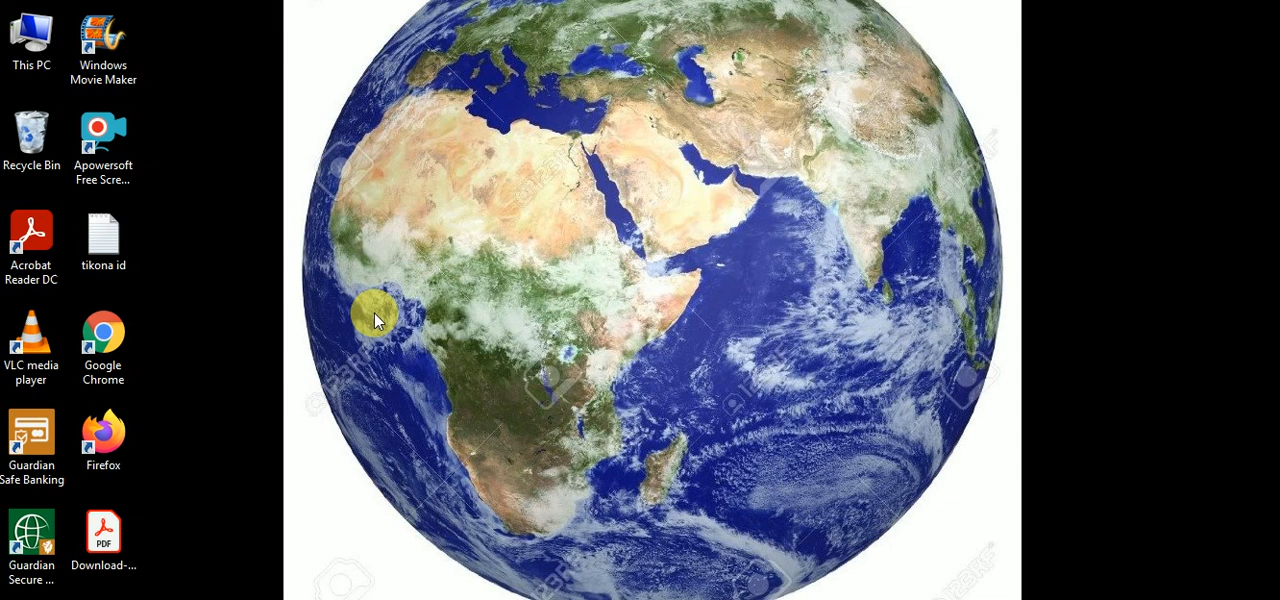 This PC
Windows
Movie Maker
Recycle Bin
Apowersoft
Free Scre...
Acrobat
Reader DC
tikona id
VLC media
player
Google
Chrome
Guardian
Safe Banking
Firefox
Guardian
Secure ...
PDF
Download-...
123RF